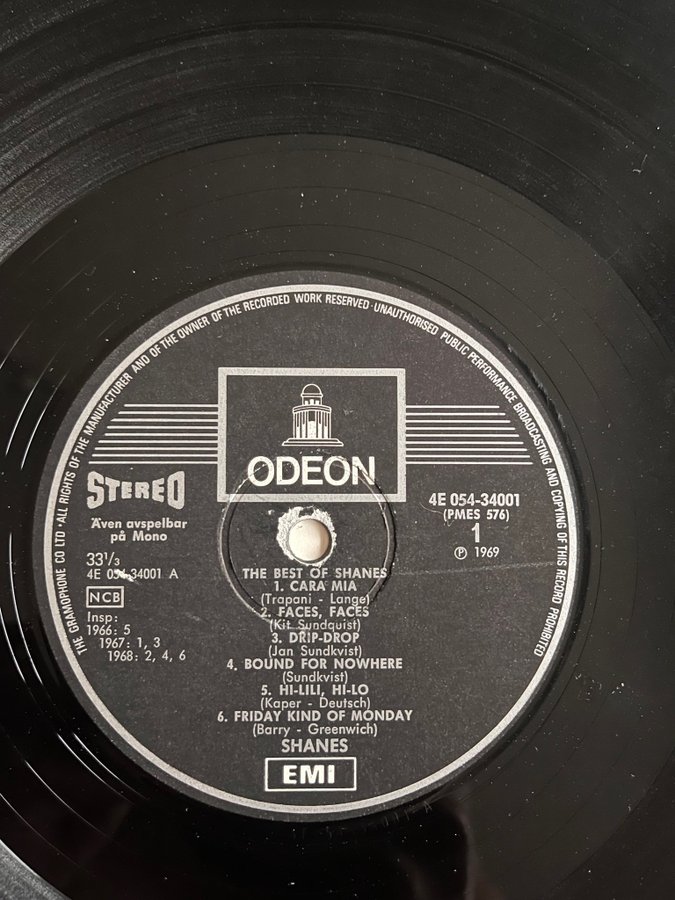 THE GRAMOPHONE CO LTD · ALL RIGHTS OF THE MANUFACTURER AND OF THE OWNER OF THE RECORDED WORK RESERVED · UNAUTHORISED PUBLIC PERFORMANCE BROADCASTING AND COPYING OF THIS RECORD PROHIBITED
ODEON
STEREO
Även avspelbar
på Mono
33¹/₃
4E 054-34001 A
NCB
Insp:
1966: 5
1967: 1, 3
1968: 2, 4, 6
4E 054-34001
(PMES 576)
1
℗ 1969
THE BEST OF SHANES
1. CARA MIA
(Trapani - Lange)
2. FACES, FACES
(Kit Sundquist)
3. DRIP-DROP
(Jan Sundkvist)
4. BOUND FOR NOWHERE
(Sundkvist)
5. HI-LILI, HI-LO
(Kaper - Deutsch)
6. FRIDAY KIND OF MONDAY
(Barry - Greenwich)
SHANES
EMI